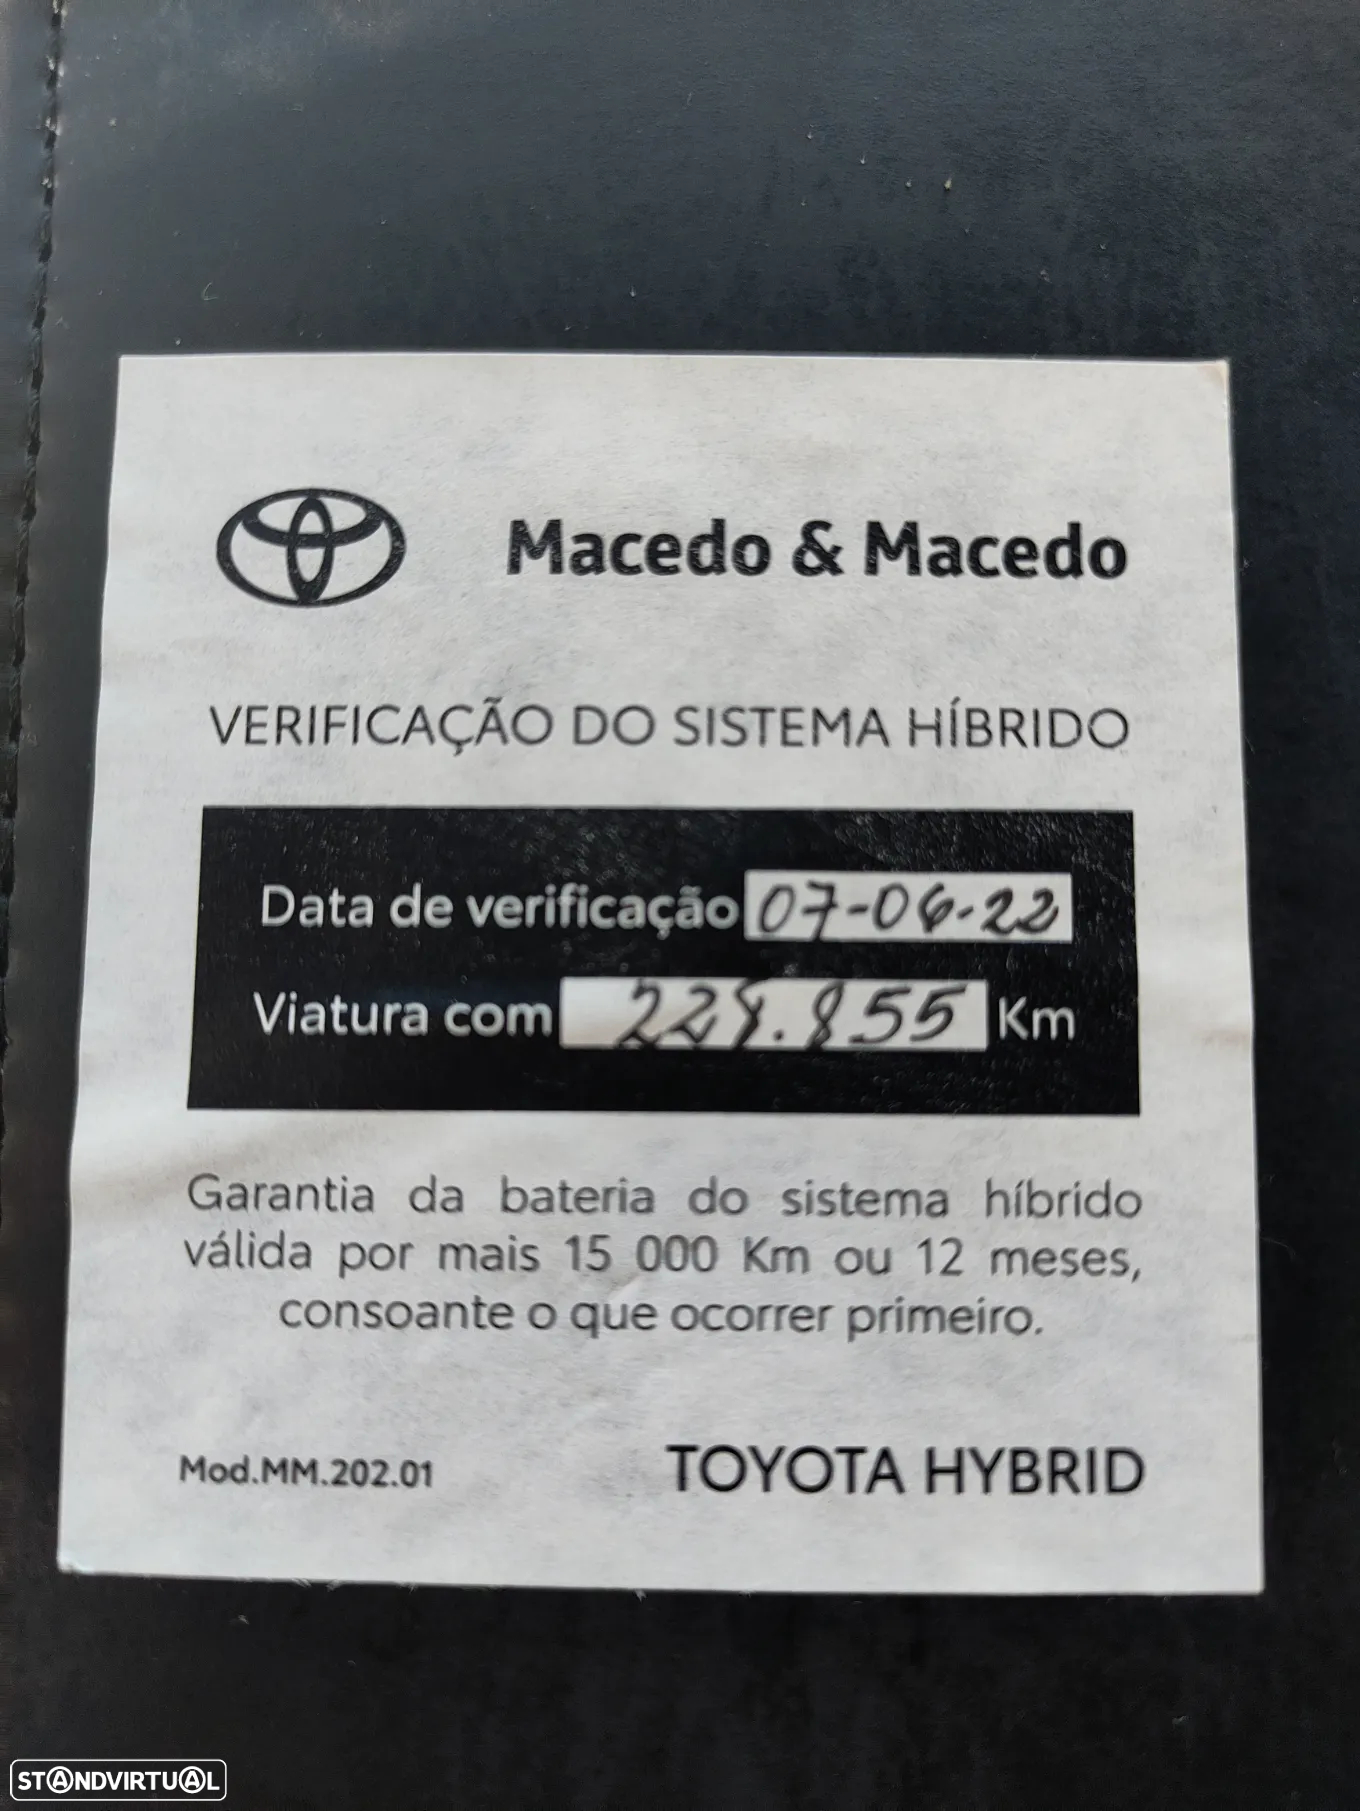 Macedo & Macedo
VERIFICAÇÃO DO SISTEMA HÍBRIDO
Data de verificação 07-06-22
Viatura com 228.855 Km
Garantia da bateria do sistema híbrido
válida por mais 15 000 Km ou 12 meses,
consoante o que ocorrer primeiro.
Mod.MM.202.01 TOYOTA HYBRID
STANDVIRTUAL